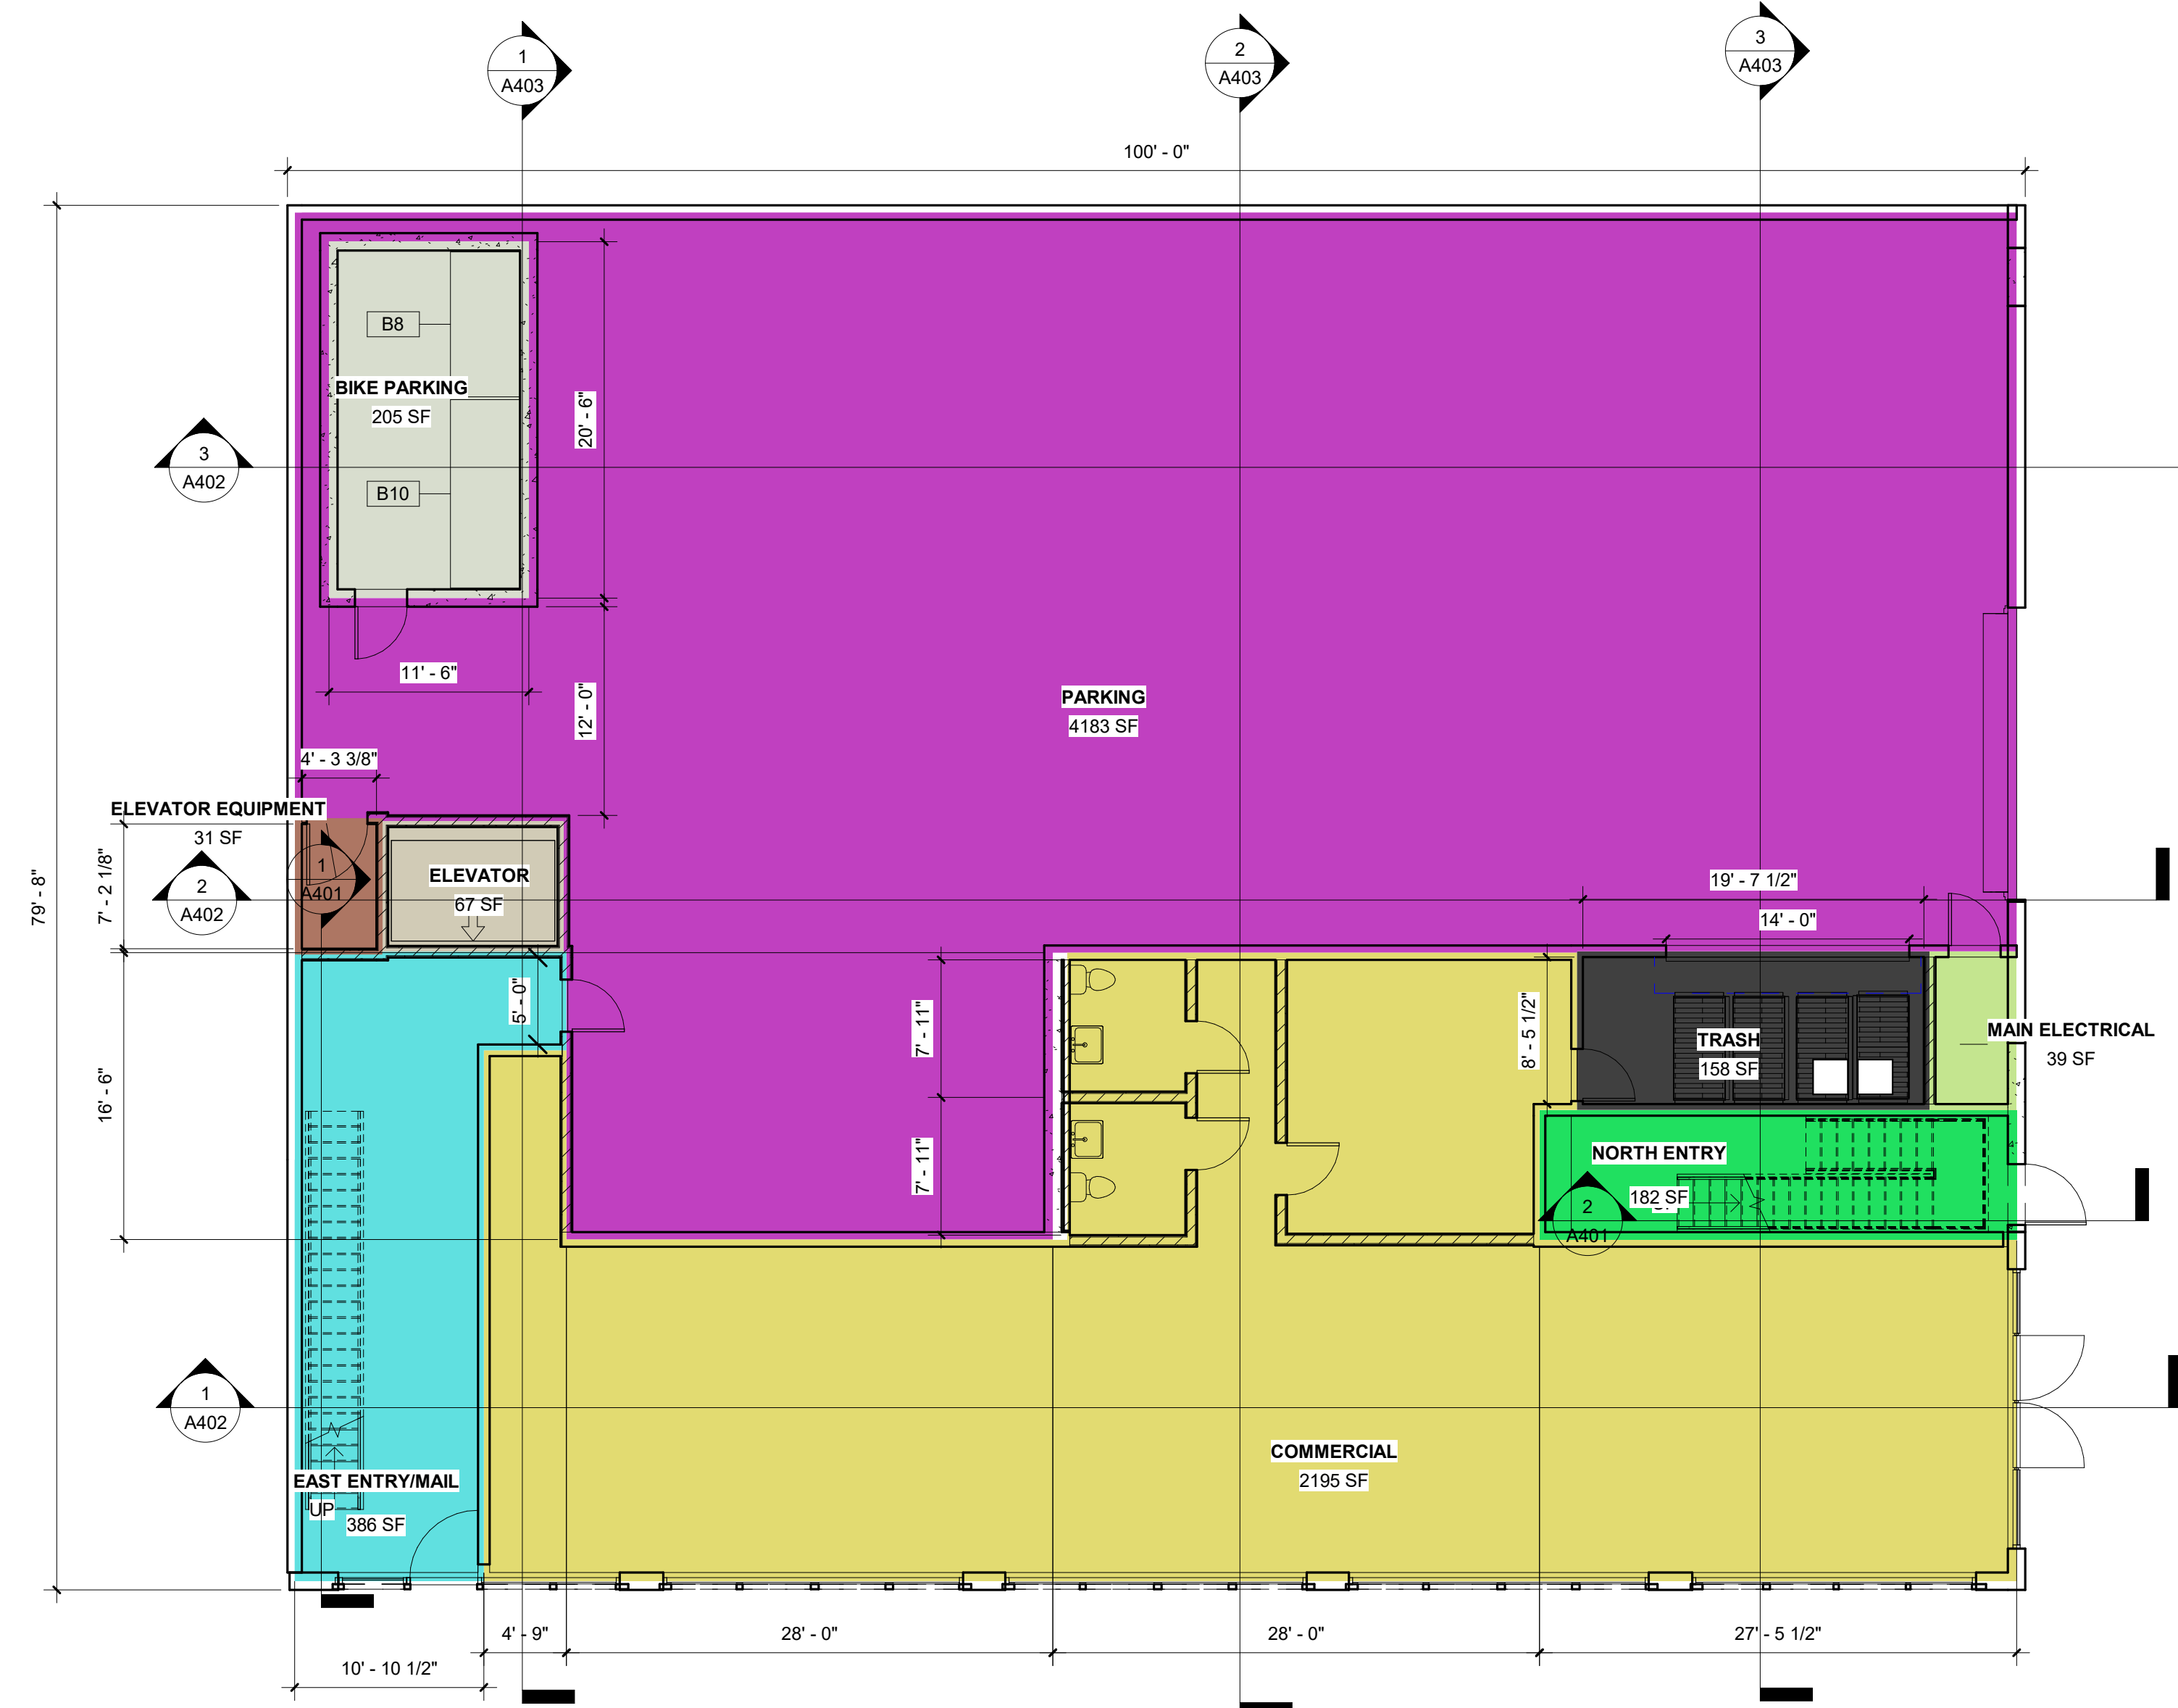 1
A403
2
A403
3
A403
100' - 0"
B8
BIKE PARKING
205 SF
20' - 6"
3
A402
B10
11' - 6"
12' - 0"
PARKING
4183 SF
4' - 3 3/8"
ELEVATOR EQUIPMENT
31 SF
79' - 8"
7' - 2 1/8"
1
A401
2
A402
ELEVATOR
67 SF
19' - 7 1/2"
14' - 0"
5' - 0"
7' - 11"
8' - 5 1/2"
TRASH
158 SF
MAIN ELECTRICAL
39 SF
16' - 6"
7' - 11"
NORTH ENTRY
182 SF
2
A401
1
A402
COMMERCIAL
2195 SF
EAST ENTRY/MAIL
UP
386 SF
4' - 9"
28' - 0"
28' - 0"
27' - 5 1/2"
10' - 10 1/2"